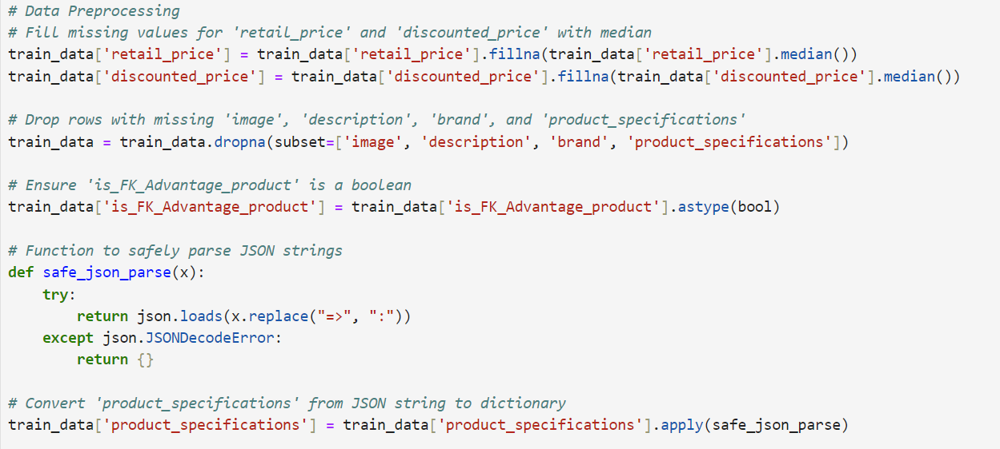 # Data Preprocessing
# Fill missing values for 'retail_price' and 'discounted_price' with median
train_data['retail_price'] = train_data['retail_price'].fillna(train_data['retail_price'].median())
train_data['discounted_price'] = train_data['discounted_price'].fillna(train_data['discounted_price'].median())

# Drop rows with missing 'image', 'description', 'brand', and 'product_specifications'
train_data = train_data.dropna(subset=['image', 'description', 'brand', 'product_specifications'])

# Ensure 'is_FK_Advantage_product' is a boolean
train_data['is_FK_Advantage_product'] = train_data['is_FK_Advantage_product'].astype(bool)

# Function to safely parse JSON strings
def safe_json_parse(x):
    try:
        return json.loads(x.replace("=>", ":"))
    except json.JSONDecodeError:
        return {}

# Convert 'product_specifications' from JSON string to dictionary
train_data['product_specifications'] = train_data['product_specifications'].apply(safe_json_parse)